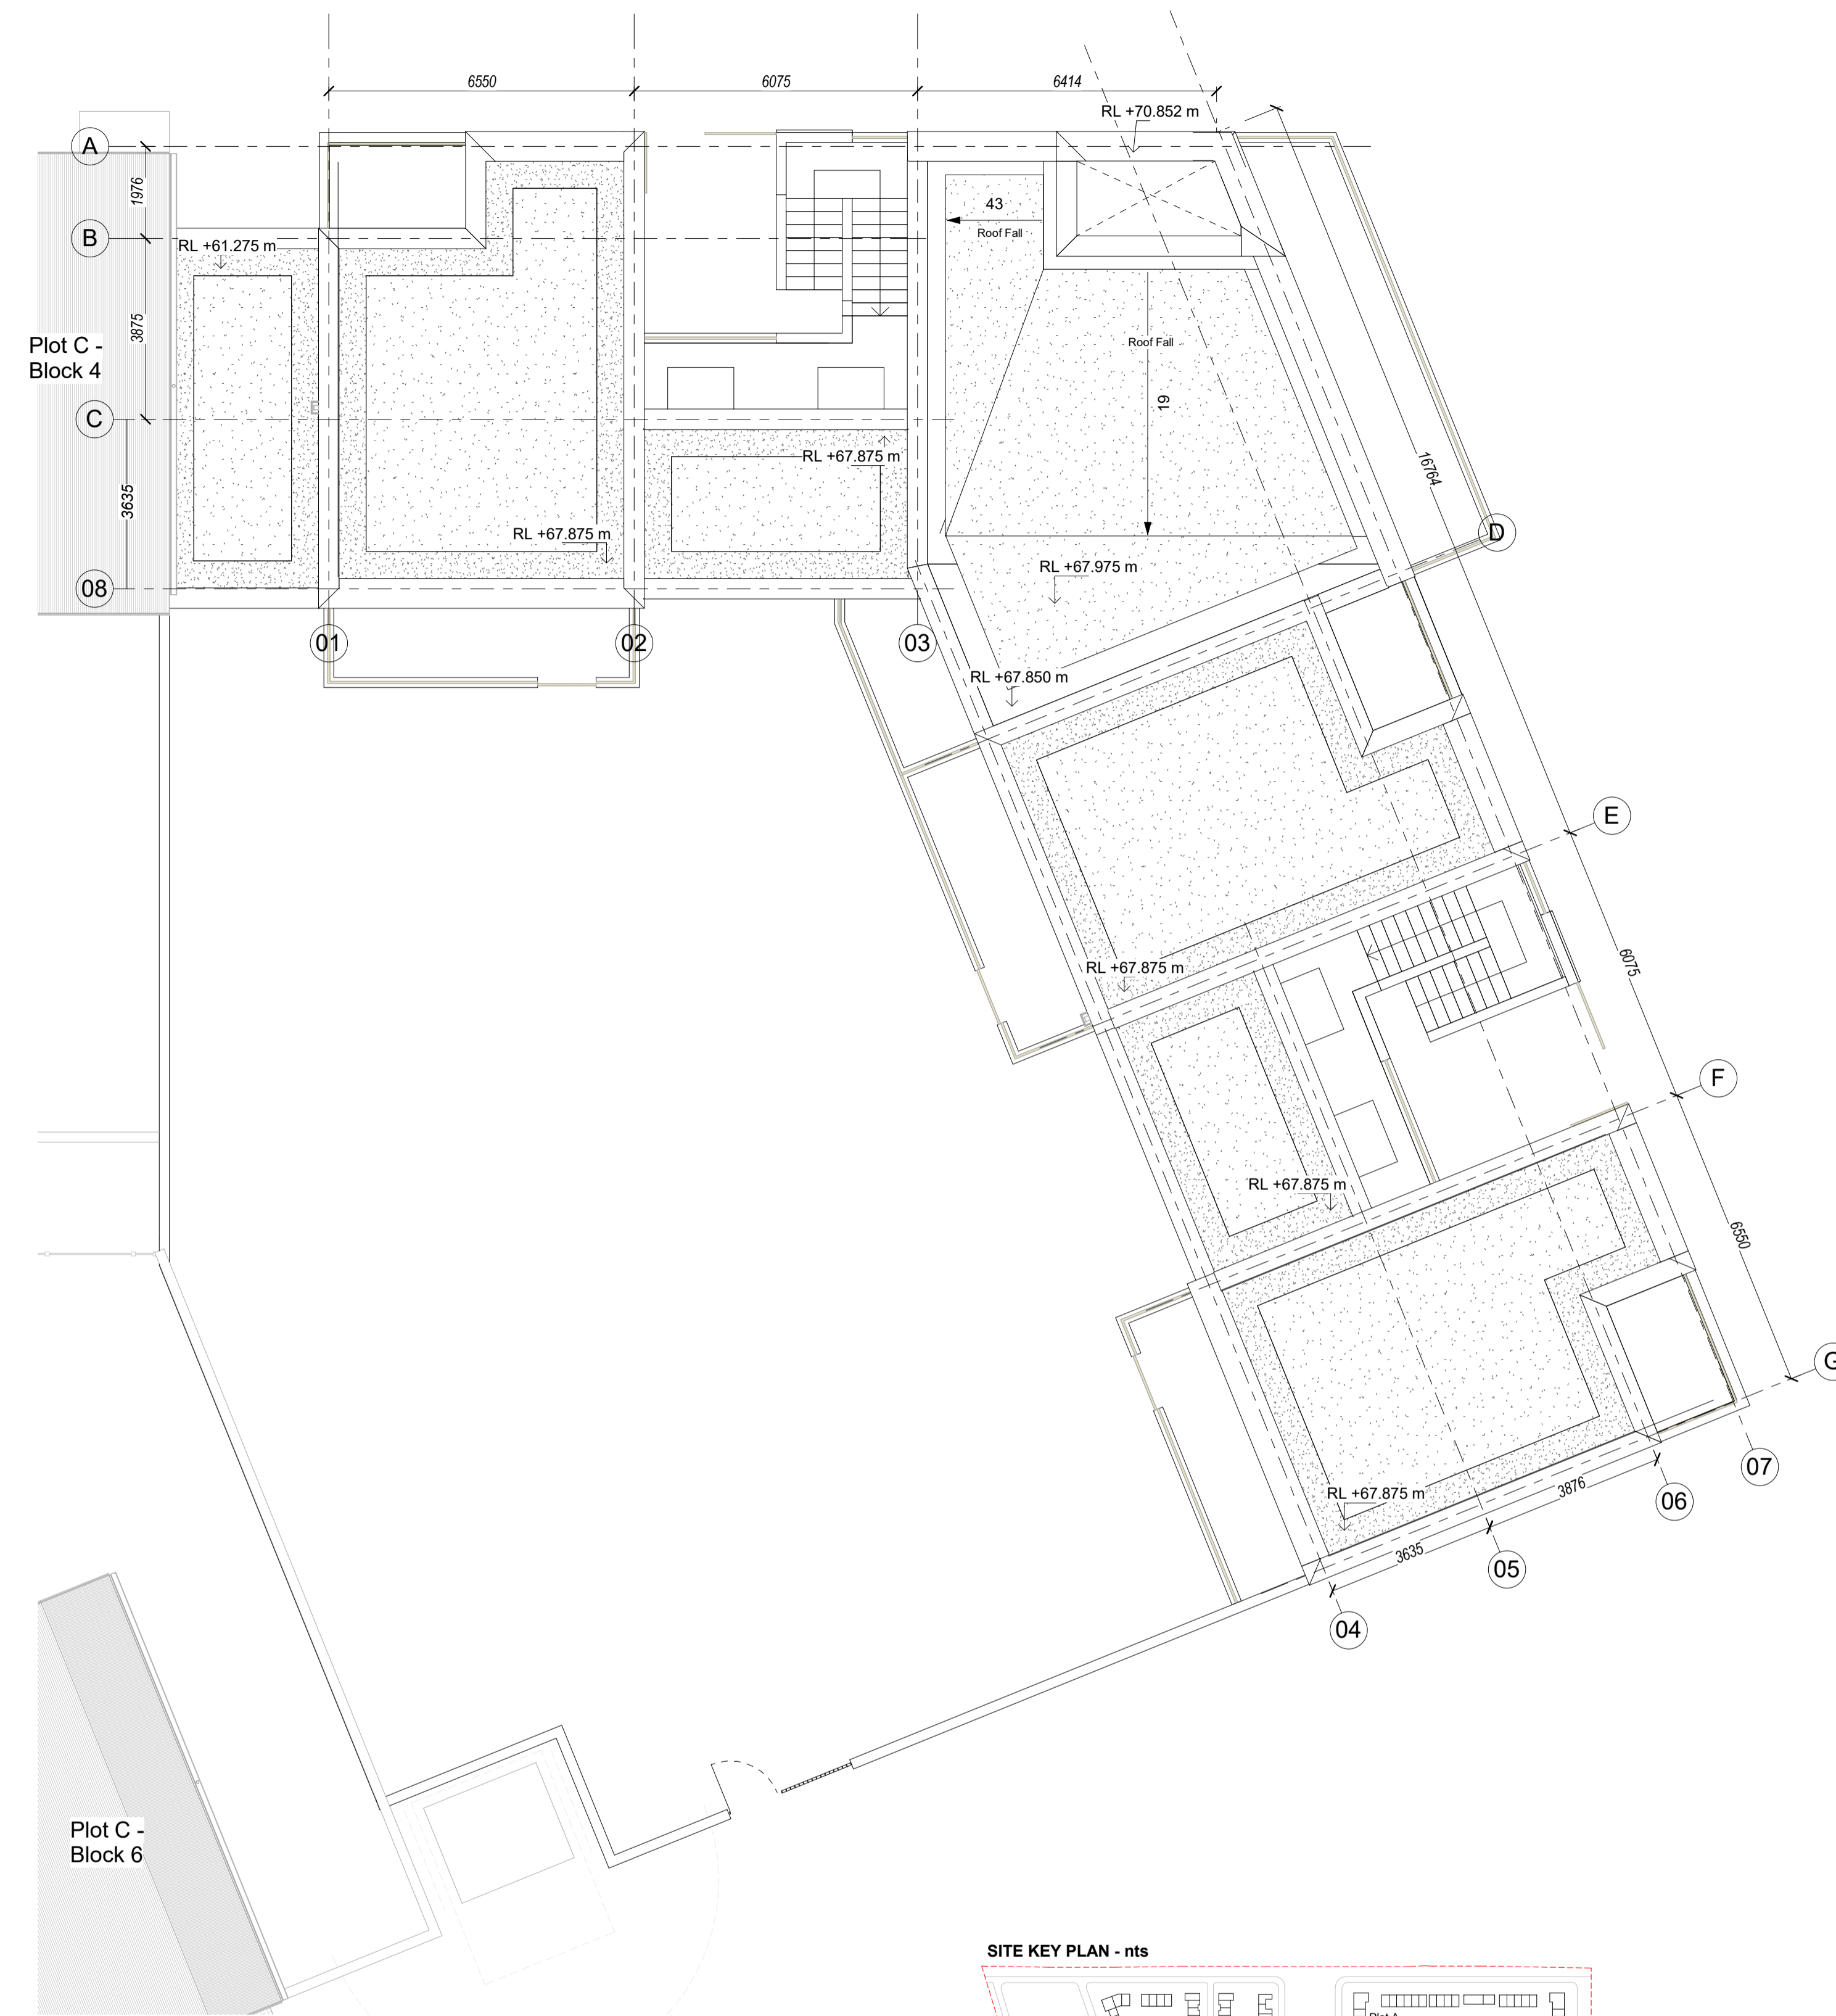 6550
6075
6414
RL +70.852 m
A
1976
43
B
Roof Fall
RL +61.275 m
3875
Plot C -
Block 4
Roof Fall
19
C
RL +67.875 m
16764
3635
RL +67.875 m
D
RL +67.975 m
08
01
02
03
RL +67.850 m
E
RL +67.875 m
6075
F
RL +67.875 m
6550
G
RL +67.875 m
3876
07
06
3635
05
04
Plot C -
Block 6
SITE KEY PLAN - nts
Plot A